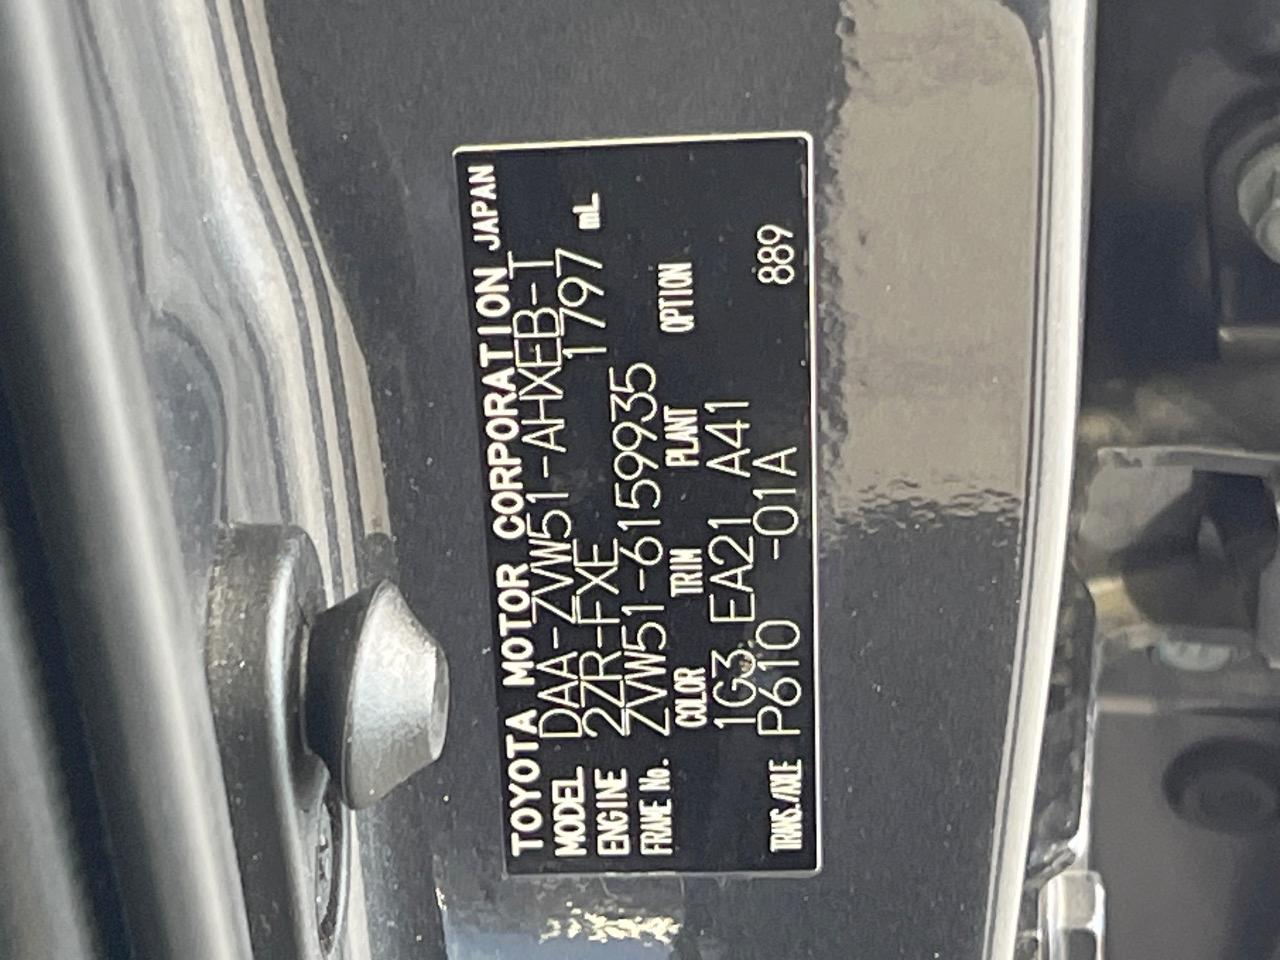 TOYOTA MOTOR CORPORATION JAPAN
MODEL DAA-ZVW51-AHXEB-T
ENGINE 2ZR-FXE 1797 mL
FRAME No. ZVW51-6159935
COLOR TRIM PLANT OPTION
1G3 EA21 A41
TRANS./AXLE P610 -01A 889